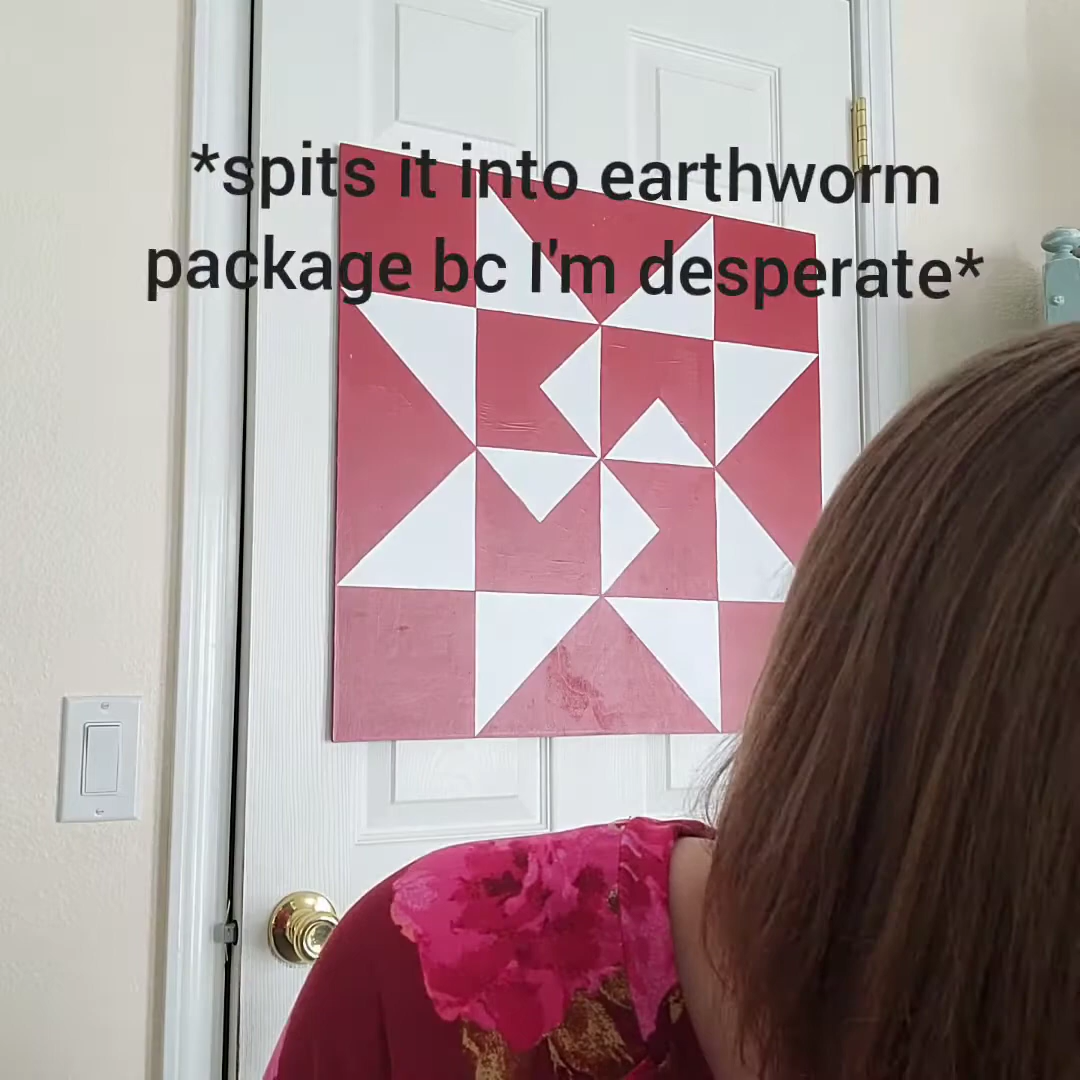 *spits it into earthworm
package bc I'm desperate*